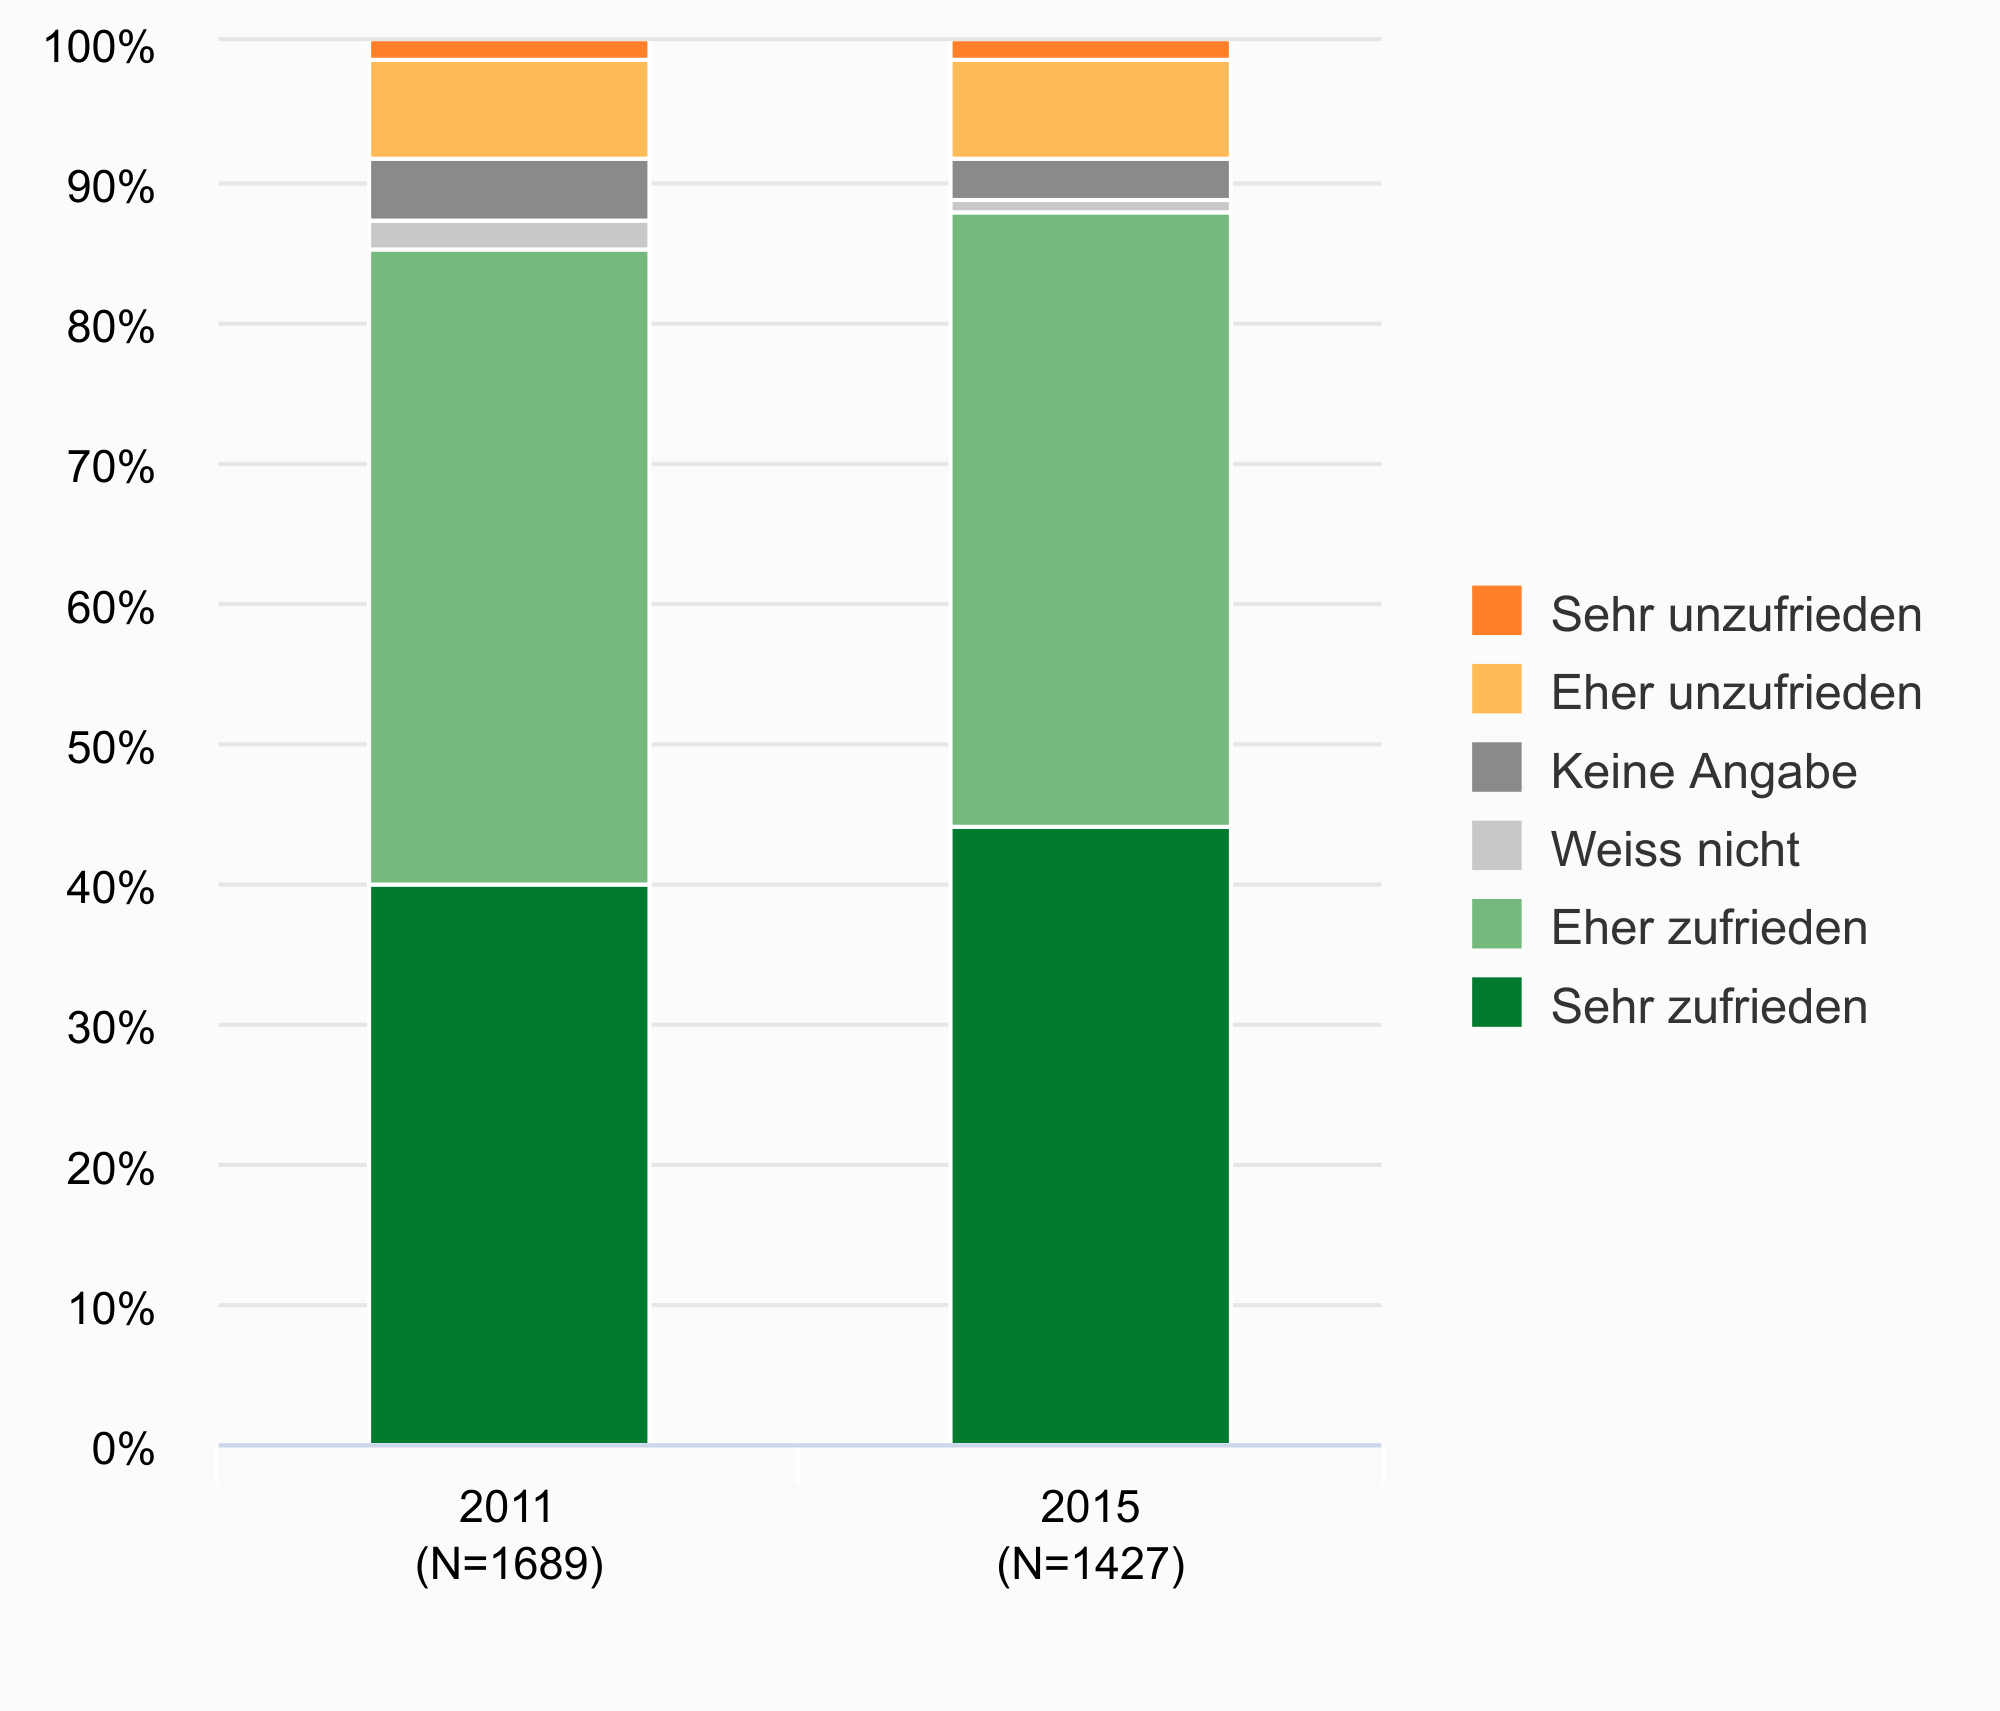 100%
90%
80%
70%
60%
50%
40%
30%
20%
10%
0%
2011
(N=1689)
2015
(N=1427)
Sehr unzufrieden
Eher unzufrieden
Keine Angabe
Weiss nicht
Eher zufrieden
Sehr zufrieden